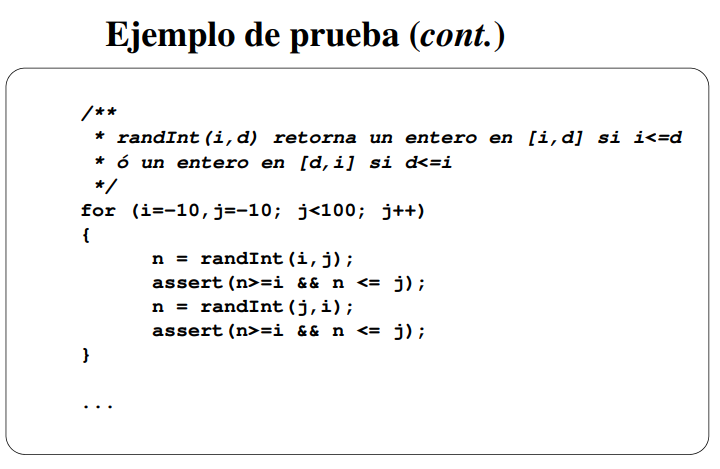 Ejemplo de prueba (cont.)
/**
 * randInt(i,d) retorna un entero en [i,d] si i<=d
 * ó un entero en [d,i] si d<=i
 */
for (i=-10,j=-10; j<100; j++)
{
      n = randInt(i,j);
      assert(n>=i && n <= j);
      n = randInt(j,i);
      assert(n>=i && n <= j);
}
...